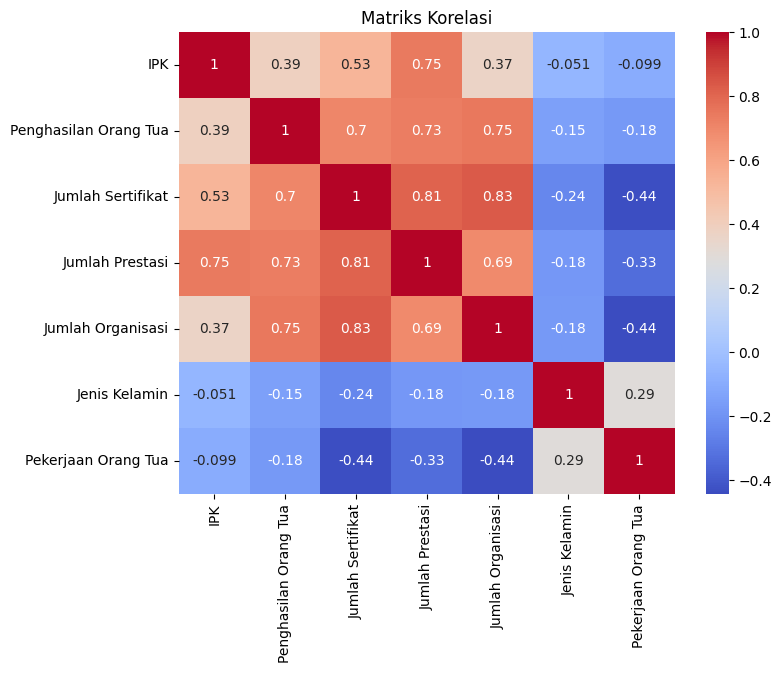 Matriks Korelasi
IPK 1 0.39 0.53 0.75 0.37 -0.051 -0.099
Penghasilan Orang Tua 0.39 1 0.7 0.73 0.75 -0.15 -0.18
Jumlah Sertifikat 0.53 0.7 1 0.81 0.83 -0.24 -0.44
Jumlah Prestasi 0.75 0.73 0.81 1 0.69 -0.18 -0.33
Jumlah Organisasi 0.37 0.75 0.83 0.69 1 -0.18 -0.44
Jenis Kelamin -0.051 -0.15 -0.24 -0.18 -0.18 1 0.29
Pekerjaan Orang Tua -0.099 -0.18 -0.44 -0.33 -0.44 0.29 1
IPK
Penghasilan Orang Tua
Jumlah Sertifikat
Jumlah Prestasi
Jumlah Organisasi
Jenis Kelamin
Pekerjaan Orang Tua
1.0
0.8
0.6
0.4
0.2
0.0
−0.2
−0.4